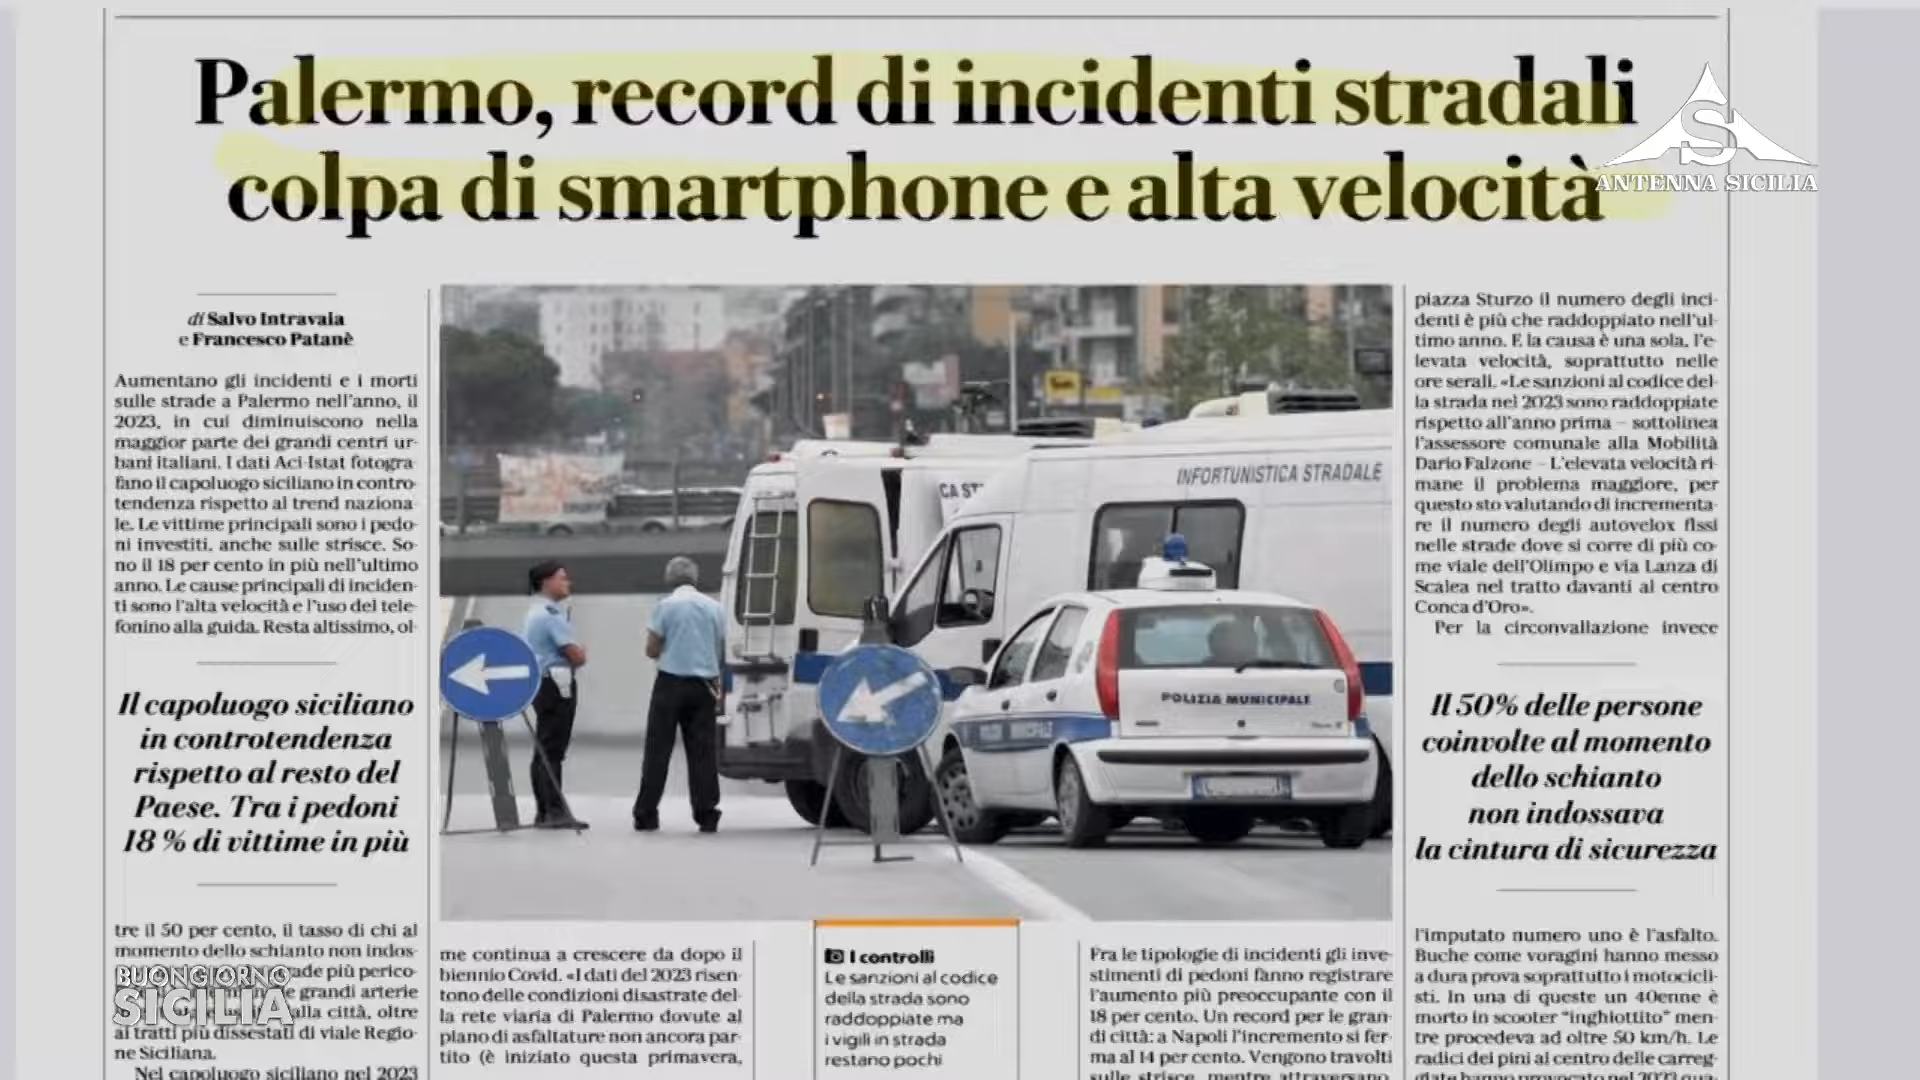 Palermo, record di incidenti stradali
colpa di smartphone e alta velocità
ANTENNA SICILIA
di Salvo Intravaia
e Francesco Patanè
Aumentano gli incidenti e i morti
sulle strade a Palermo nell'anno, il
2023, in cui diminuiscono nella
maggior parte dei grandi centri ur-
bani italiani. I dati Aci-Istat fotogra-
fano il capoluogo siciliano in contro-
tendenza rispetto al trend naziona-
le. Le vittime principali sono i pedo-
ni investiti, anche sulle strisce. So-
no il 18 per cento in più nell'ultimo
anno. Le cause principali di inciden-
ti sono l'alta velocità e l'uso del tele-
fonino alla guida. Resta altissimo, ol-
Il capoluogo siciliano
in controtendenza
rispetto al resto del
Paese. Tra i pedoni
18 % di vittime in più
tre il 50 per cento, il tasso di chi al
momento dello schianto non indos-
strade più perico-
le grandi arterie
alla città, oltre
ai tratti più dissestati di viale Regio-
ne Siciliana.
Nel capoluogo siciliano nel 2023
BUONGIORNO
SICILIA
INFORTUNISTICA STRADALE
CA ST
POLIZIA MUNICIPALE
me continua a crescere da dopo il
biennio Covid. «I dati del 2023 risen-
tono delle condizioni disastrate del-
la rete viaria di Palermo dovute al
piano di asfaltature non ancora par-
tito (è iniziato questa primavera,
I controlli
Le sanzioni al codice
della strada sono
raddoppiate ma
i vigili in strada
restano pochi
Fra le tipologie di incidenti gli inve-
stimenti di pedoni fanno registrare
l'aumento più preoccupante con il
18 per cento. Un record per le gran-
di città: a Napoli l'incremento si fer-
ma al 14 per cento. Vengono travolti
sulle strisce, mentre attraversano,
piazza Sturzo il numero degli inci-
denti è più che raddoppiato nell'ul-
timo anno. E la causa è una sola, l'e-
levata velocità, soprattutto nelle
ore serali. «Le sanzioni al codice del-
la strada nel 2023 sono raddoppiate
rispetto all'anno prima – sottolinea
l'assessore comunale alla Mobilità
Dario Falzone – L'elevata velocità ri-
mane il problema maggiore, per
questo sto valutando di incrementa-
re il numero degli autovelox fissi
nelle strade dove si corre di più co-
me viale dell'Olimpo e via Lanza di
Scalea nel tratto davanti al centro
Conca d'Oro».
Per la circonvallazione invece
Il 50% delle persone
coinvolte al momento
dello schianto
non indossava
la cintura di sicurezza
l'imputato numero uno è l'asfalto.
Buche come voragini hanno messo
a dura prova soprattutto i motocicli-
sti. In una di queste un 40enne è
morto in scooter "inghiottito" men-
tre procedeva ad oltre 50 km/h. Le
radici dei pini al centro delle carreg-
giate hanno provocato nel 2023 qua-